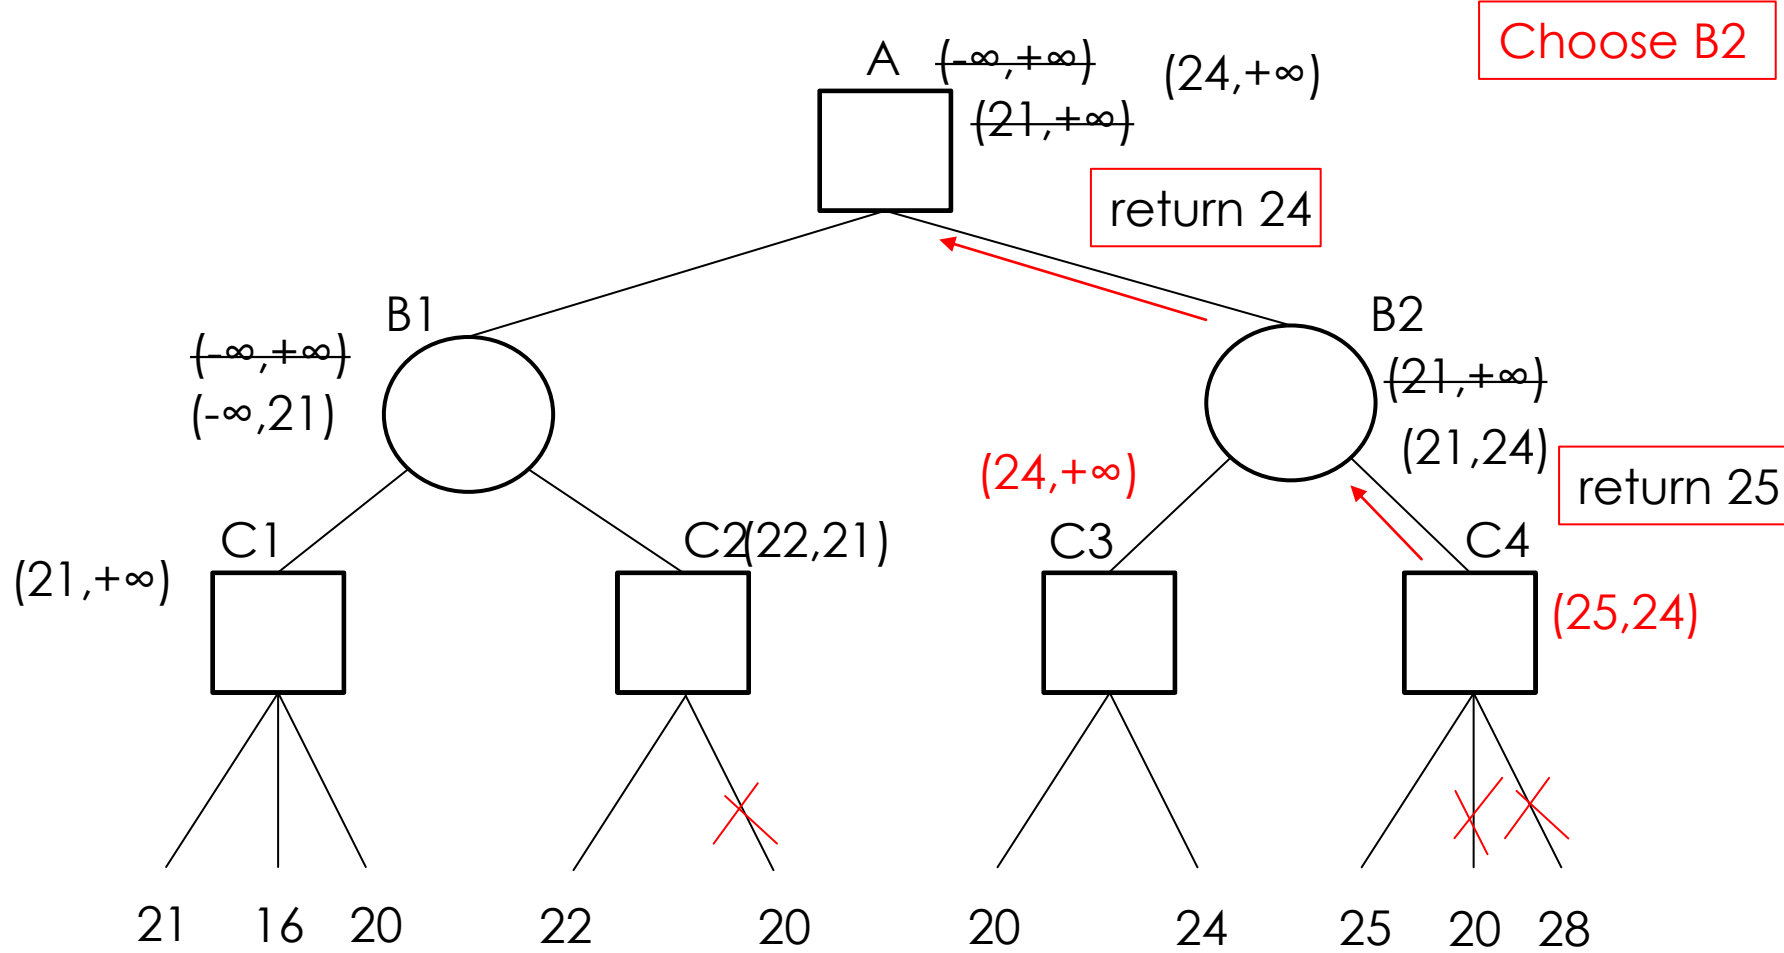 Choose B2
A (-∞,+∞) (24,+∞)
(21,+∞)
return 24
B1
B2
(-∞,+∞)
(21,+∞)
(-∞,21)
(21,24)
(24,+∞)
return 25
C1
C2(22,21)
C3
C4
(21,+∞)
(25,24)
21 16 20 22 20 20 24 25 20 28